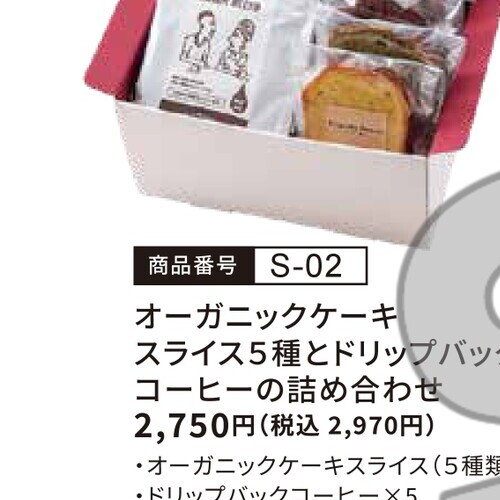 商品番号 S-02
オーガニックケーキ
スライス5種とドリップバック
コーヒーの詰め合わせ
2,750円(税込 2,970円)
・オーガニックケーキスライス(5種類
・ドリップバックコーヒー×5